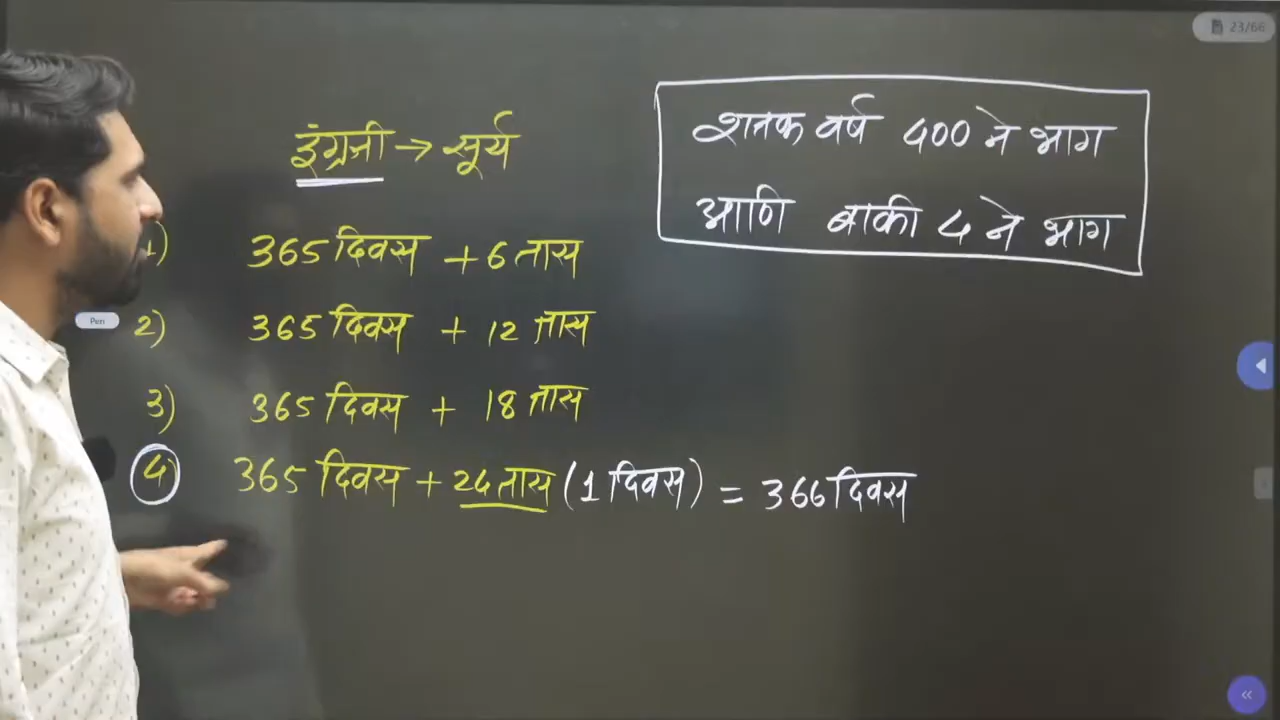 23/66
शतक वर्ष 400 ने भाग
आणि बाकी 4 ने भाग
इंग्रजी → सूर्य
1) 365 दिवस + 6 तास
2) 365 दिवस + 12 तास
3) 365 दिवस + 18 तास
4) 365 दिवस + 24 तास (1 दिवस) = 366 दिवस
Pen